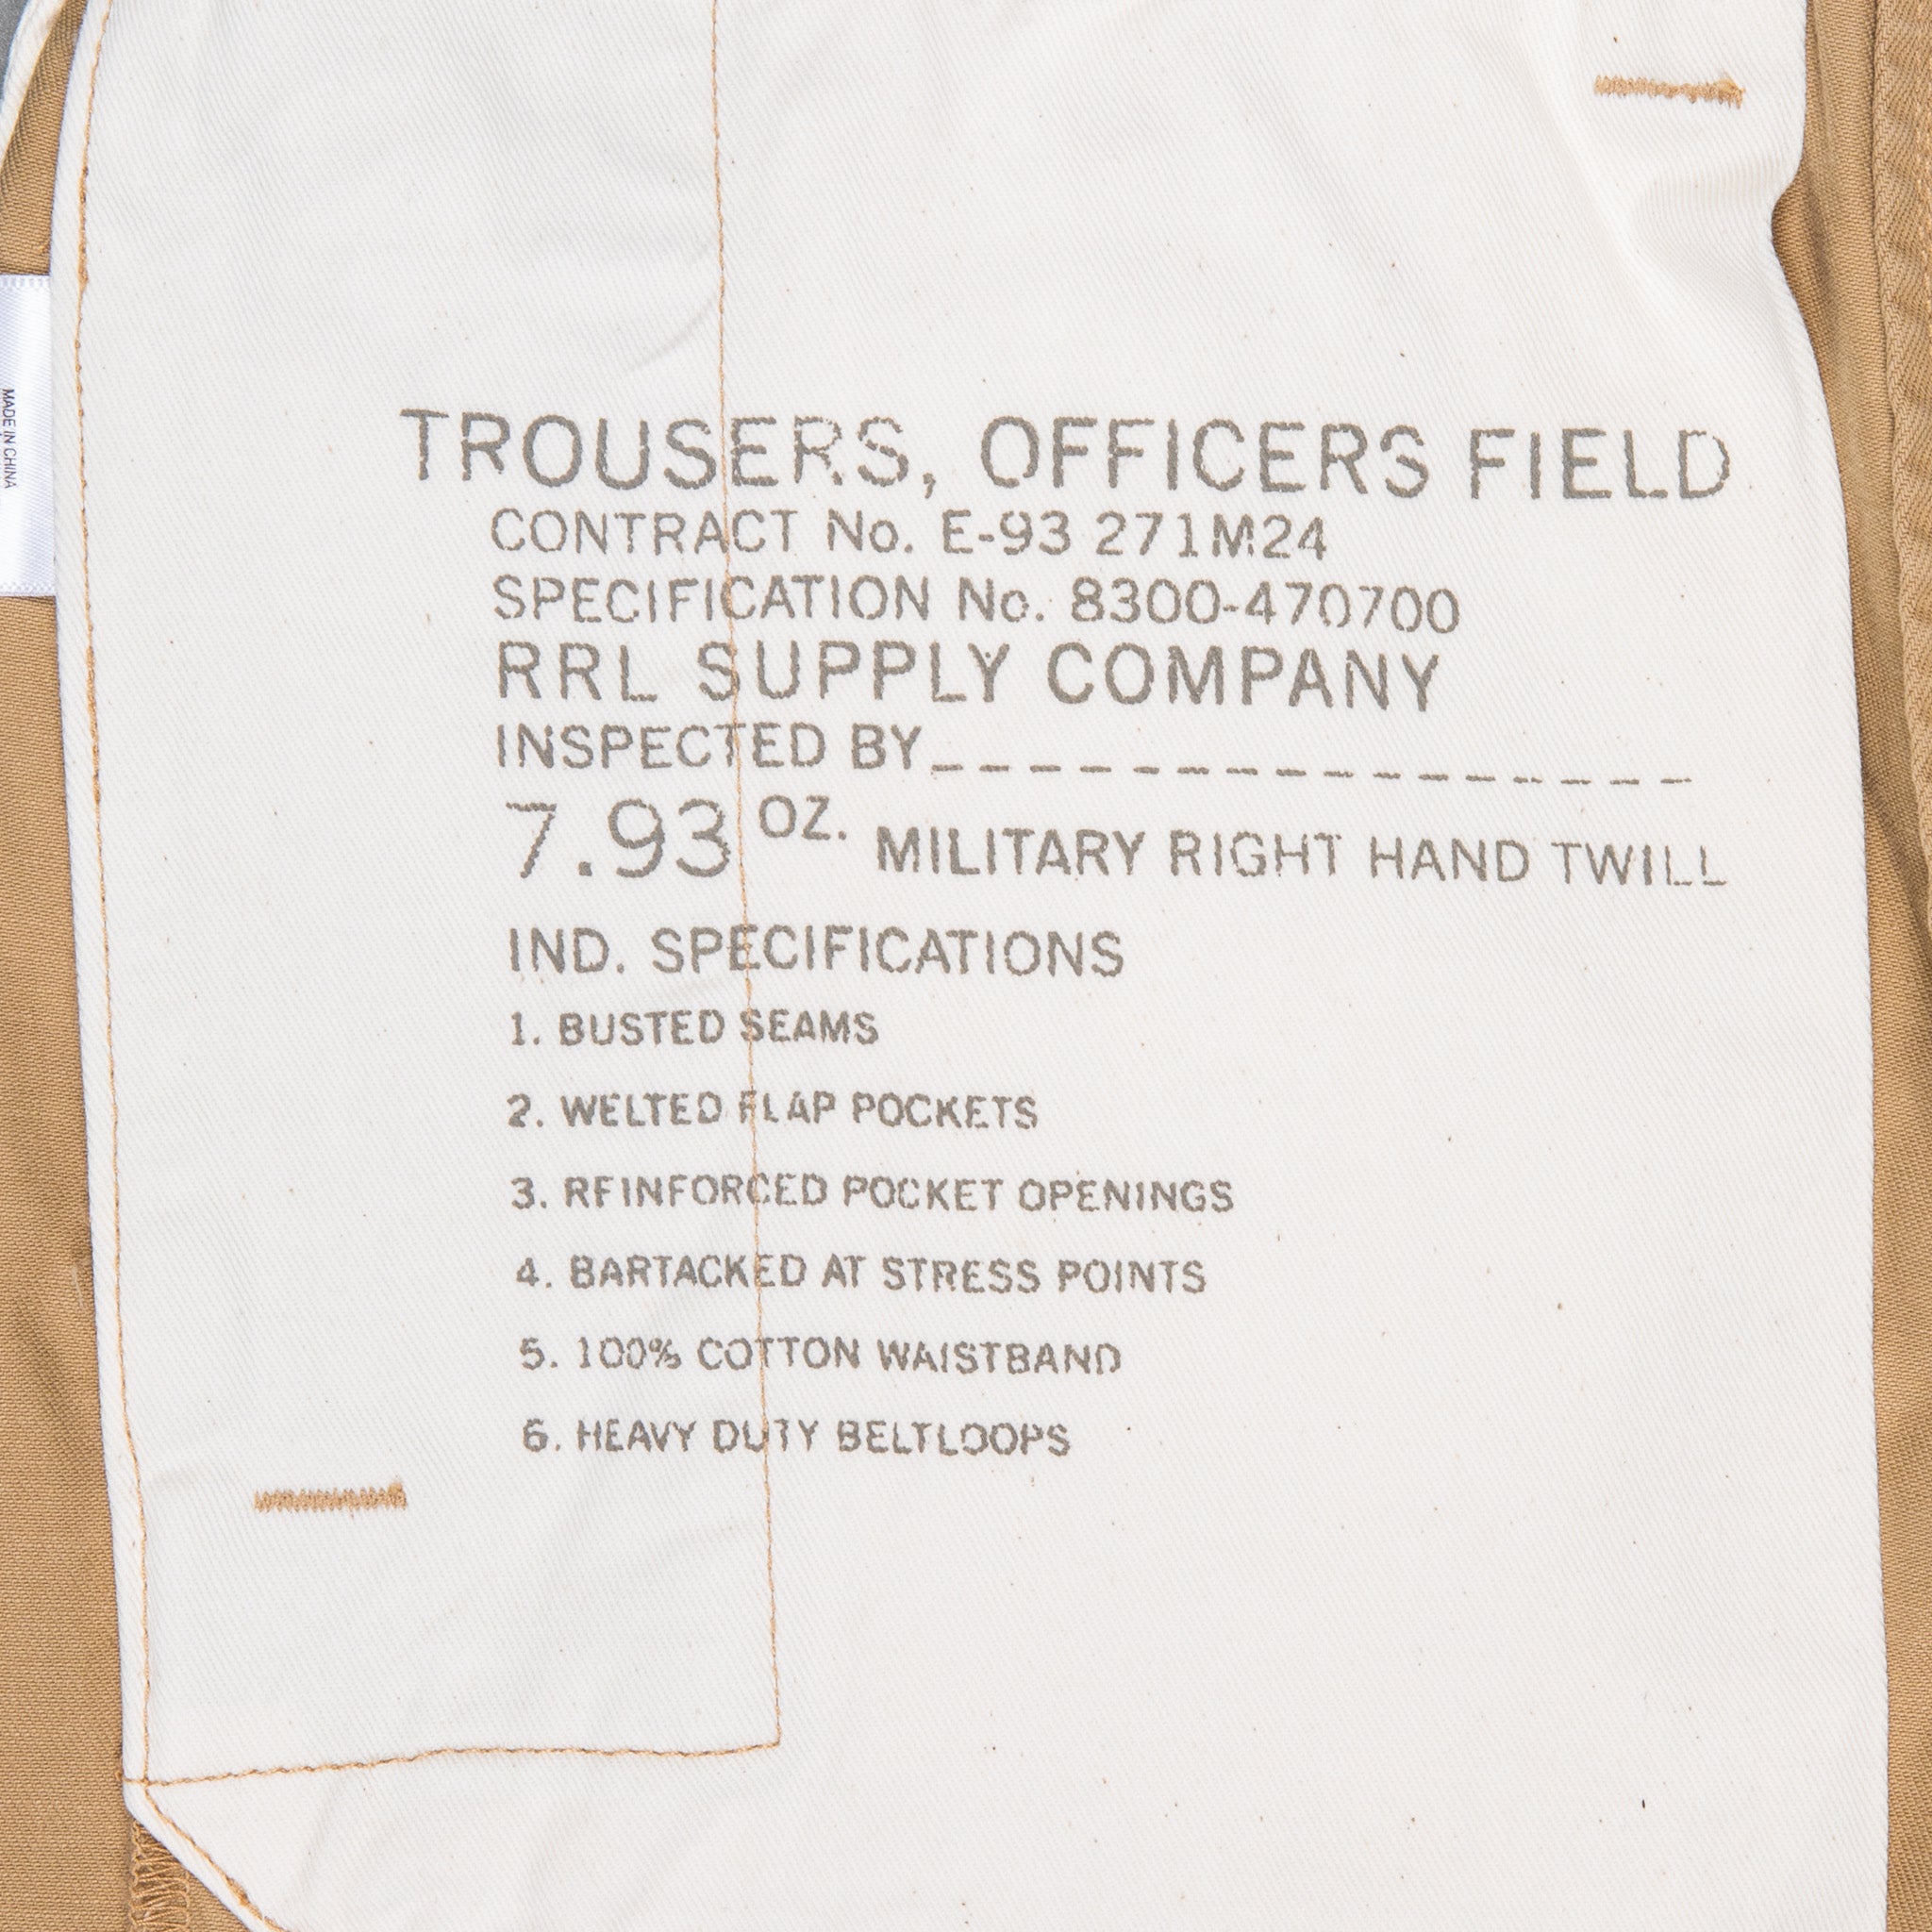 TROUSERS, OFFICERS FIELD
CONTRACT No. E-93 271M24
SPECIFICATION No. 8300-470700
RRL SUPPLY COMPANY
INSPECTED BY_ _ _ _ _ _ _ _ _ _ _ _ _ _ _ _
7.93 OZ. MILITARY RIGHT HAND TWILL
IND. SPECIFICATIONS
1. BUSTED SEAMS
2. WELTED FLAP POCKETS
3. REINFORCED POCKET OPENINGS
4. BARTACKED AT STRESS POINTS
5. 100% COTTON WAISTBAND
6. HEAVY DUTY BELTLOOPS
MADE IN CHINA